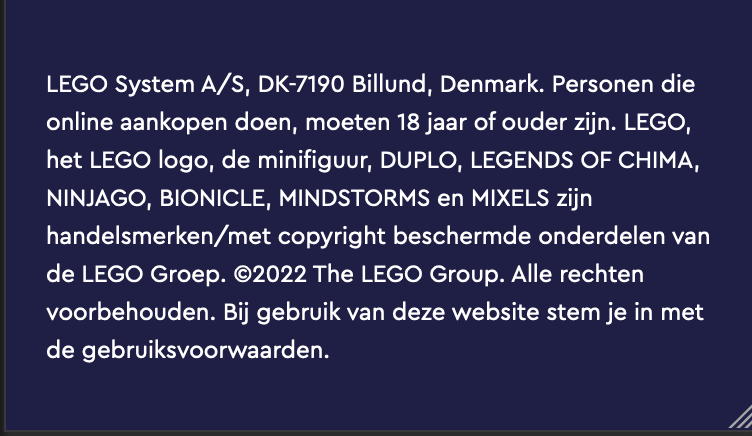 LEGO System A/S, DK-7190 Billund, Denmark. Personen die
online aankopen doen, moeten 18 jaar of ouder zijn. LEGO,
het LEGO logo, de minifiguur, DUPLO, LEGENDS OF CHIMA,
NINJAGO, BIONICLE, MINDSTORMS en MIXELS zijn
handelsmerken/met copyright beschermde onderdelen van
de LEGO Groep. ©2022 The LEGO Group. Alle rechten
voorbehouden. Bij gebruik van deze website stem je in met
de gebruiksvoorwaarden.